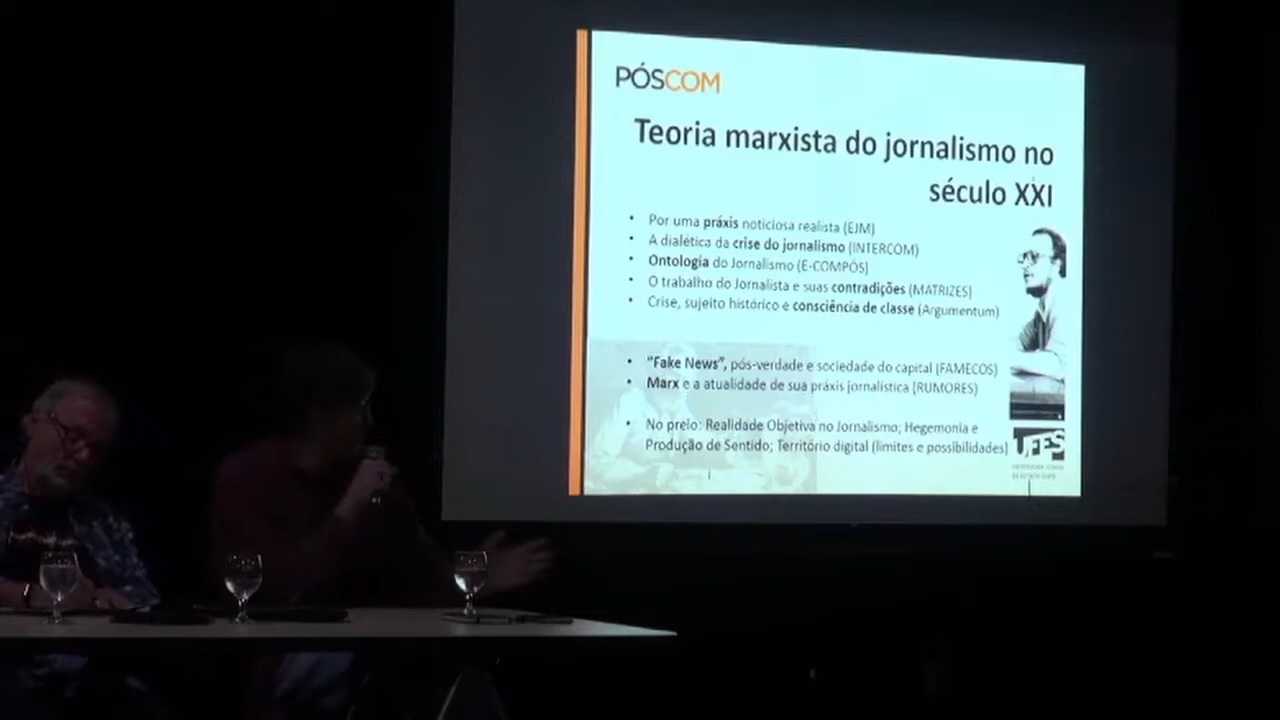 PÓSCOM
Teoria marxista do jornalismo no
século XXI
• Por uma práxis noticiosa realista (EJM)
• A dialética da crise do jornalismo (INTERCOM)
• Ontologia do Jornalismo (E-COMPÓS)
• O trabalho do Jornalista e suas contradições (MATRIZES)
• Crise, sujeito histórico e consciência de classe (Argumentum)
• "Fake News", pós-verdade e sociedade do capital (FAMECOS)
• Marx e a atualidade de sua práxis jornalística (RUMORES)
• No prelo: Realidade Objetiva no Jornalismo; Hegemonia e
Produção de Sentido; Território digital (limites e possibilidades)
UFES